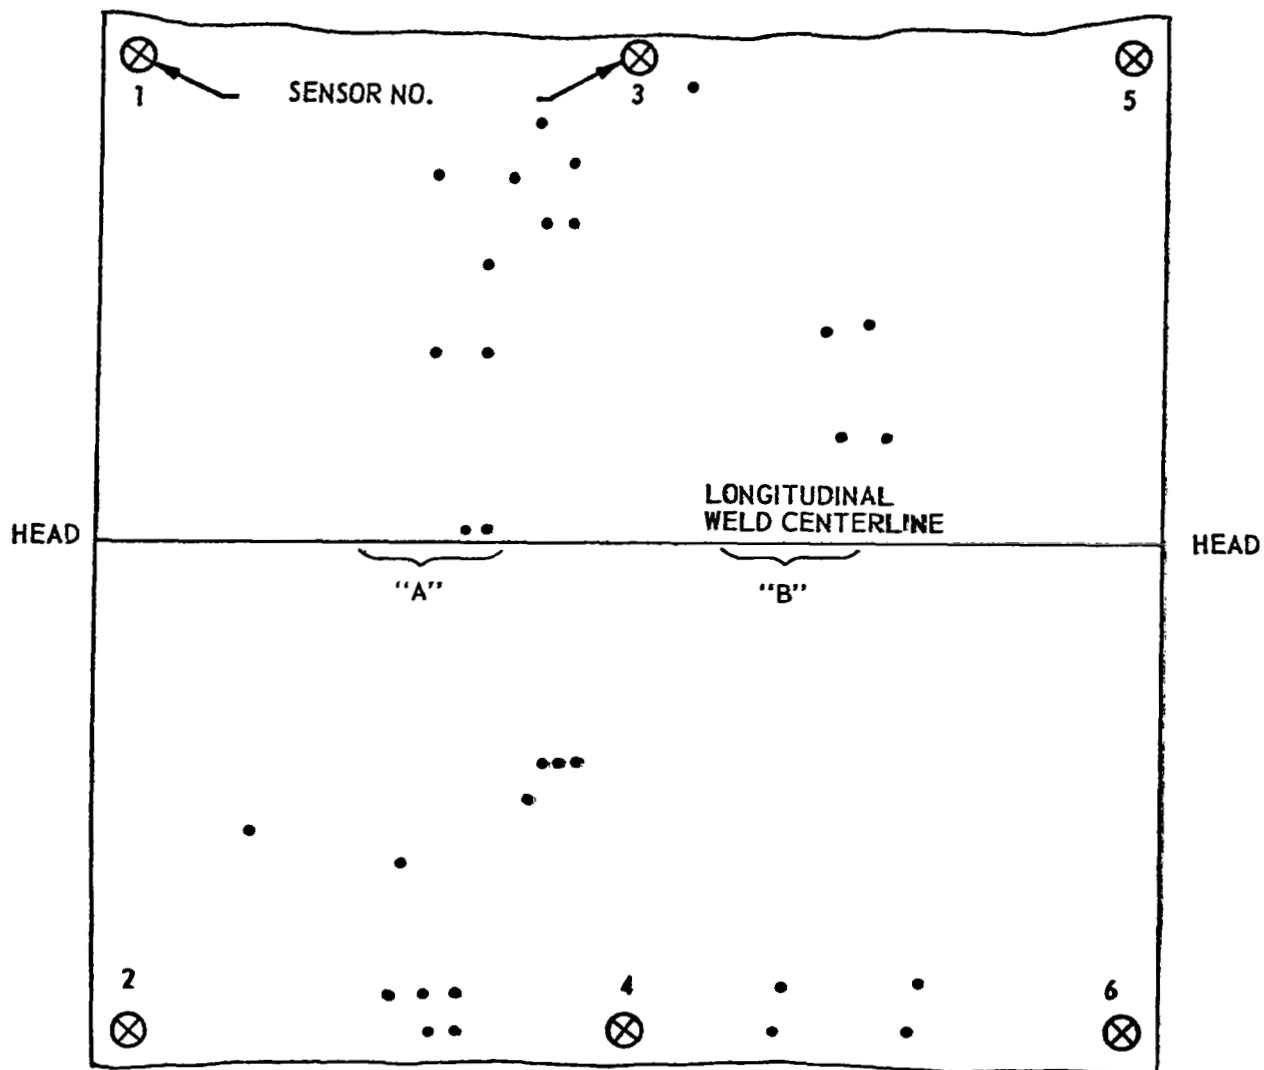 1
SENSOR NO.
3
5
LONGITUDINAL
WELD CENTERLINE
HEAD
HEAD
"A"
"B"
2
4
6